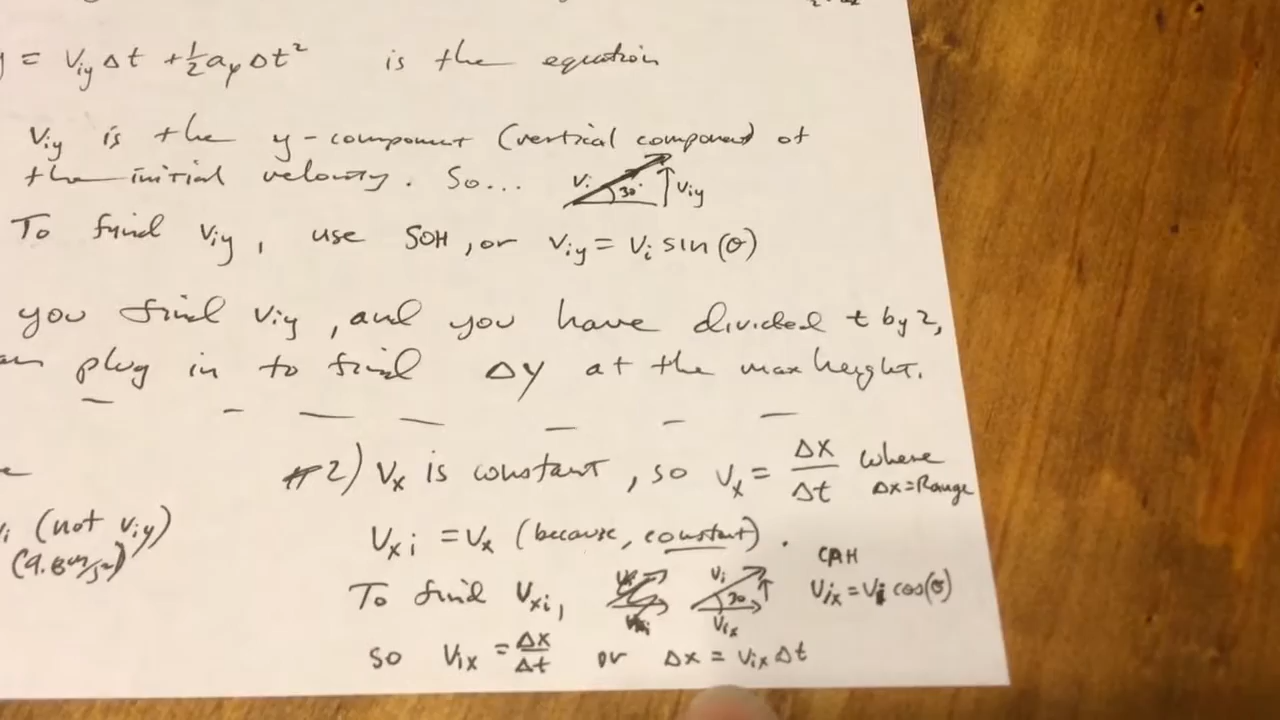 = Viy Δt + ½ ay Δt² is the equation
Viy is the y-component (vertical component) of
the initial velocity. So... Vi 30° Viy
To find Viy, use SOH, or Viy = Vi sin(θ)
you find Viy, and you have divided t by 2,
plug in to find Δy at the max height.
#2) Vx is constant, so Vx = Δx/Δt where
Δx = Range
(not Viy)
(9.8 m/s²)
Vxi = Vx (because, constant).
CAH
To find Vxi, Vi 30 Vix Vix = Vi cos(θ)
so Vix = Δx/Δt or Δx = Vix Δt